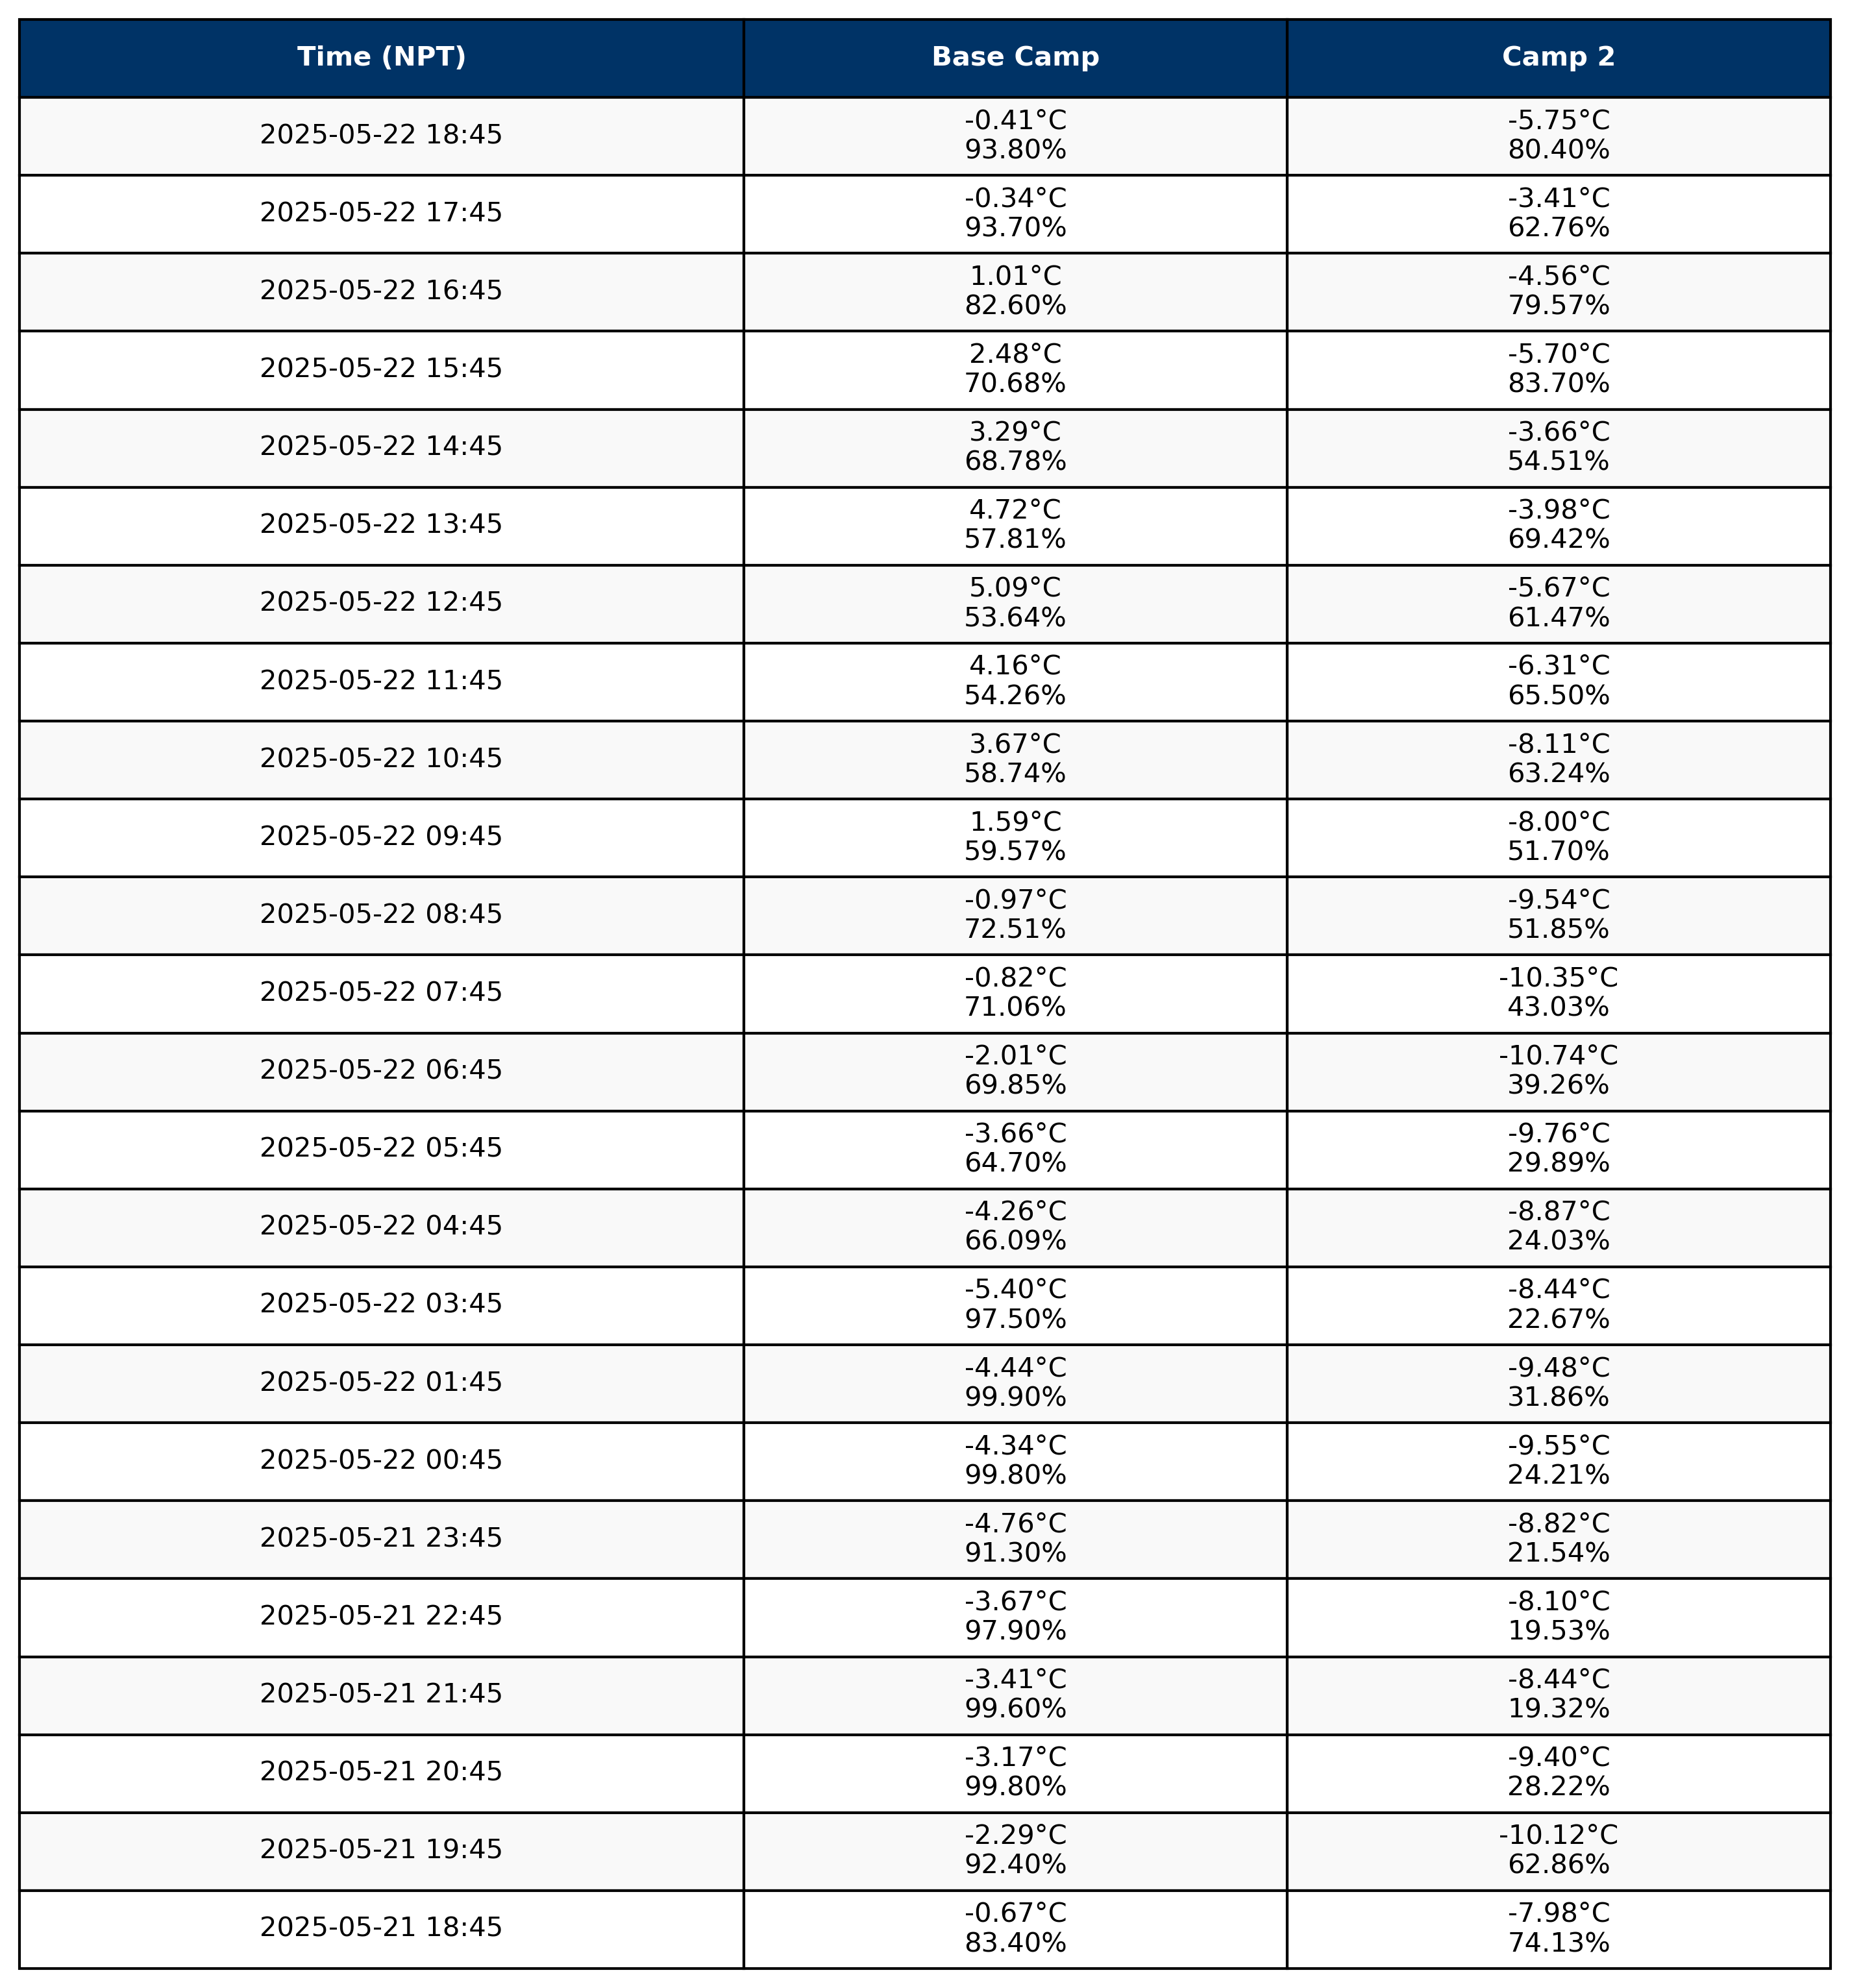 Time (NPT) Base Camp Camp 2
2025-05-22 18:45 -0.41°C -5.75°C
93.80% 80.40%
2025-05-22 17:45 -0.34°C -3.41°C
93.70% 62.76%
2025-05-22 16:45 1.01°C -4.56°C
82.60% 79.57%
2025-05-22 15:45 2.48°C -5.70°C
70.68% 83.70%
2025-05-22 14:45 3.29°C -3.66°C
68.78% 54.51%
2025-05-22 13:45 4.72°C -3.98°C
57.81% 69.42%
2025-05-22 12:45 5.09°C -5.67°C
53.64% 61.47%
2025-05-22 11:45 4.16°C -6.31°C
54.26% 65.50%
2025-05-22 10:45 3.67°C -8.11°C
58.74% 63.24%
2025-05-22 09:45 1.59°C -8.00°C
59.57% 51.70%
2025-05-22 08:45 -0.97°C -9.54°C
72.51% 51.85%
2025-05-22 07:45 -0.82°C -10.35°C
71.06% 43.03%
2025-05-22 06:45 -2.01°C -10.74°C
69.85% 39.26%
2025-05-22 05:45 -3.66°C -9.76°C
64.70% 29.89%
2025-05-22 04:45 -4.26°C -8.87°C
66.09% 24.03%
2025-05-22 03:45 -5.40°C -8.44°C
97.50% 22.67%
2025-05-22 01:45 -4.44°C -9.48°C
99.90% 31.86%
2025-05-22 00:45 -4.34°C -9.55°C
99.80% 24.21%
2025-05-21 23:45 -4.76°C -8.82°C
91.30% 21.54%
2025-05-21 22:45 -3.67°C -8.10°C
97.90% 19.53%
2025-05-21 21:45 -3.41°C -8.44°C
99.60% 19.32%
2025-05-21 20:45 -3.17°C -9.40°C
99.80% 28.22%
2025-05-21 19:45 -2.29°C -10.12°C
92.40% 62.86%
2025-05-21 18:45 -0.67°C -7.98°C
83.40% 74.13%